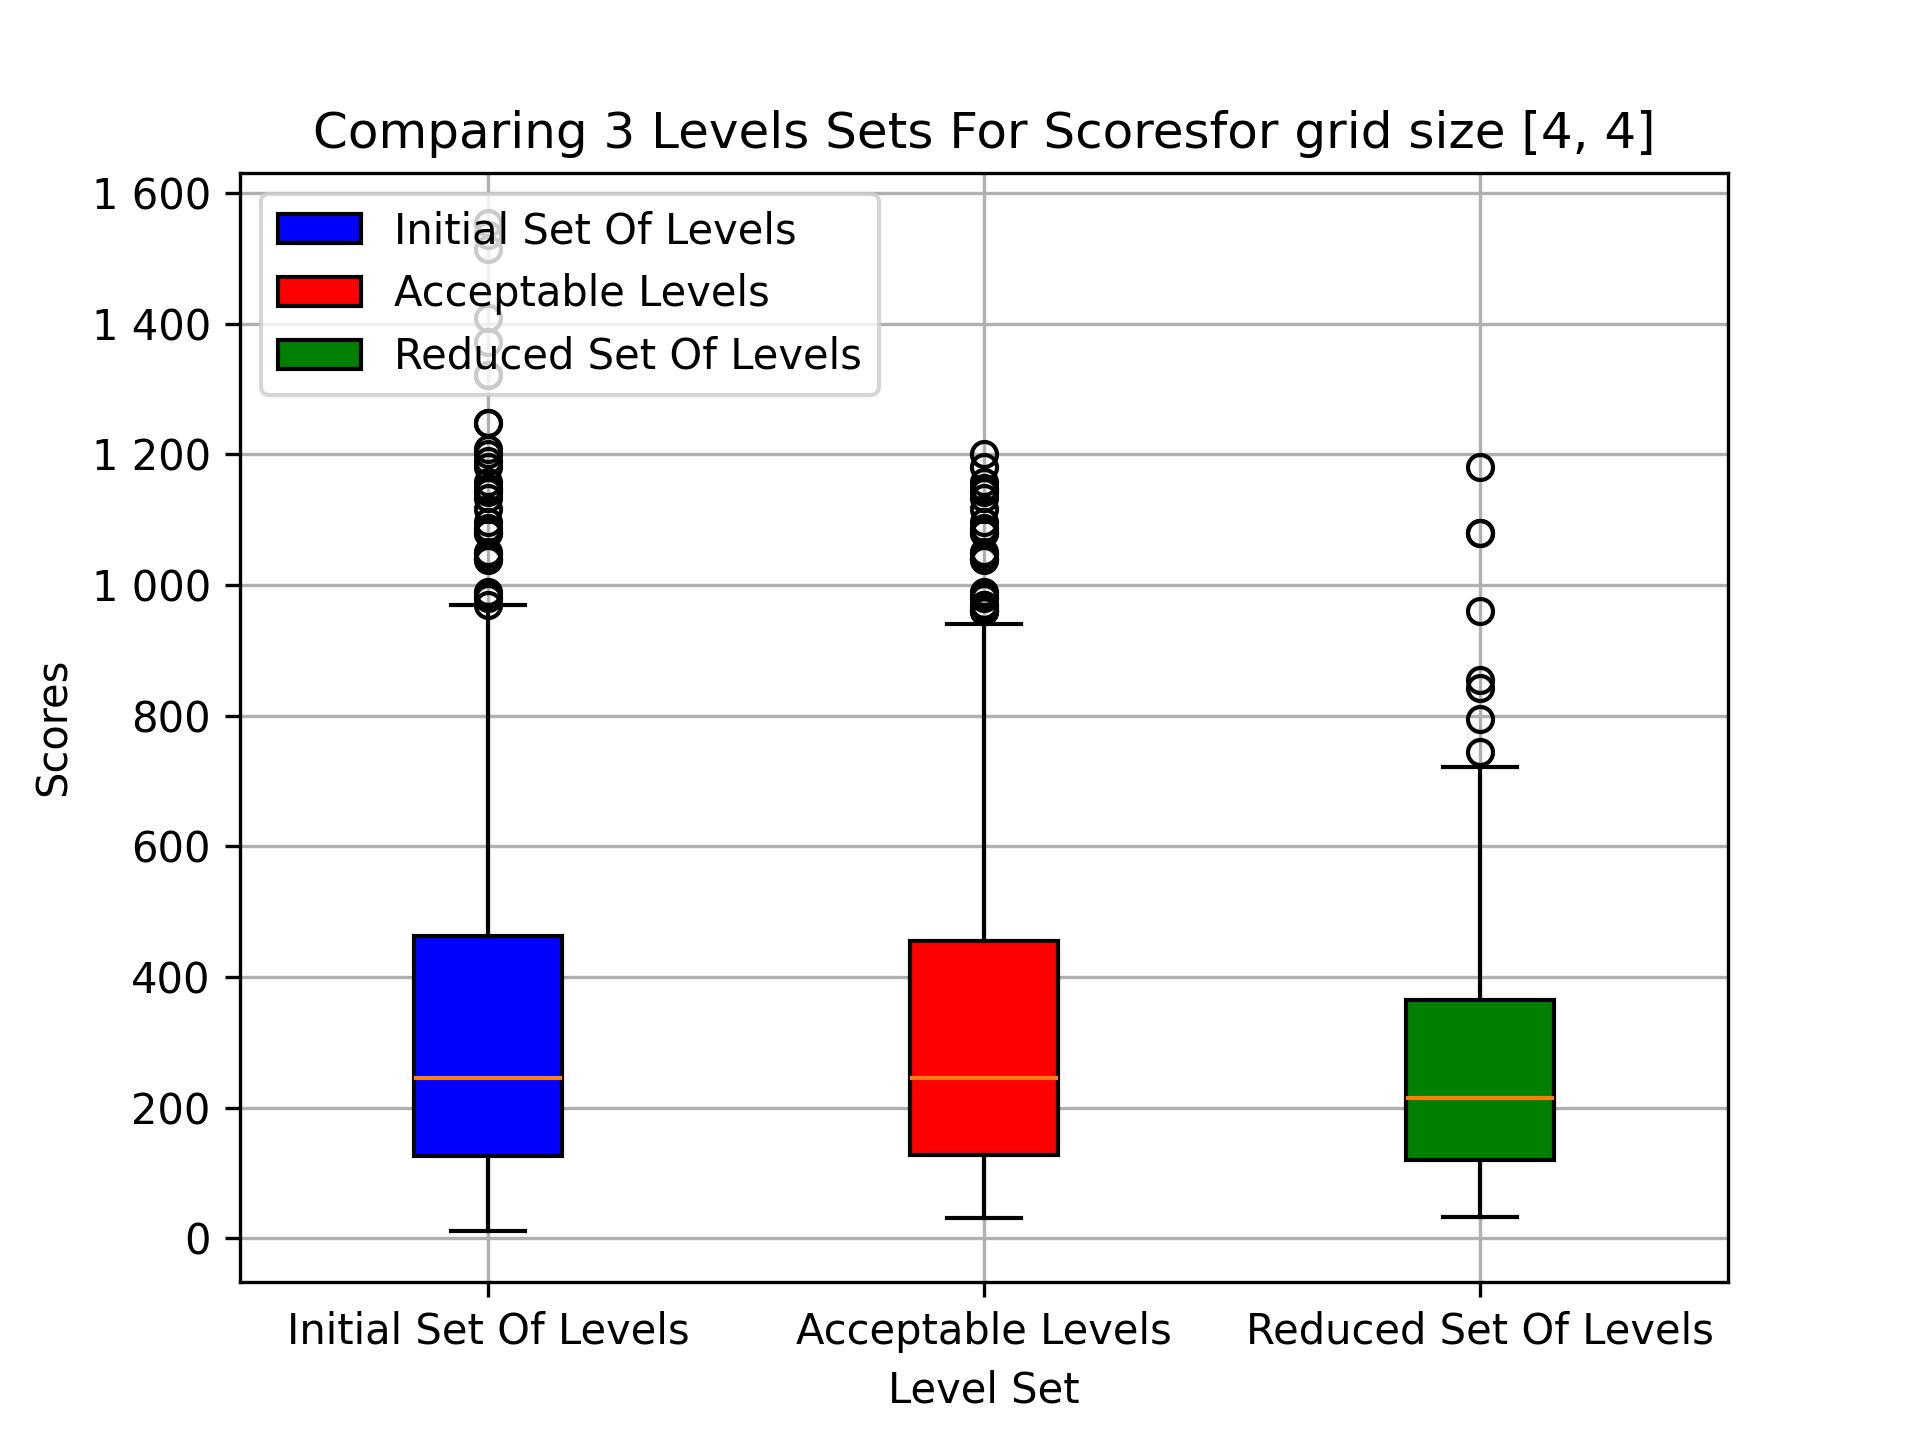 Comparing 3 Levels Sets For Scoresfor grid size [4, 4]
1 600
1 400
1 200
1 000
800
600
400
200
0
Scores
Initial Set Of Levels
Acceptable Levels
Reduced Set Of Levels
Initial Set Of Levels
Acceptable Levels
Reduced Set Of Levels
Level Set